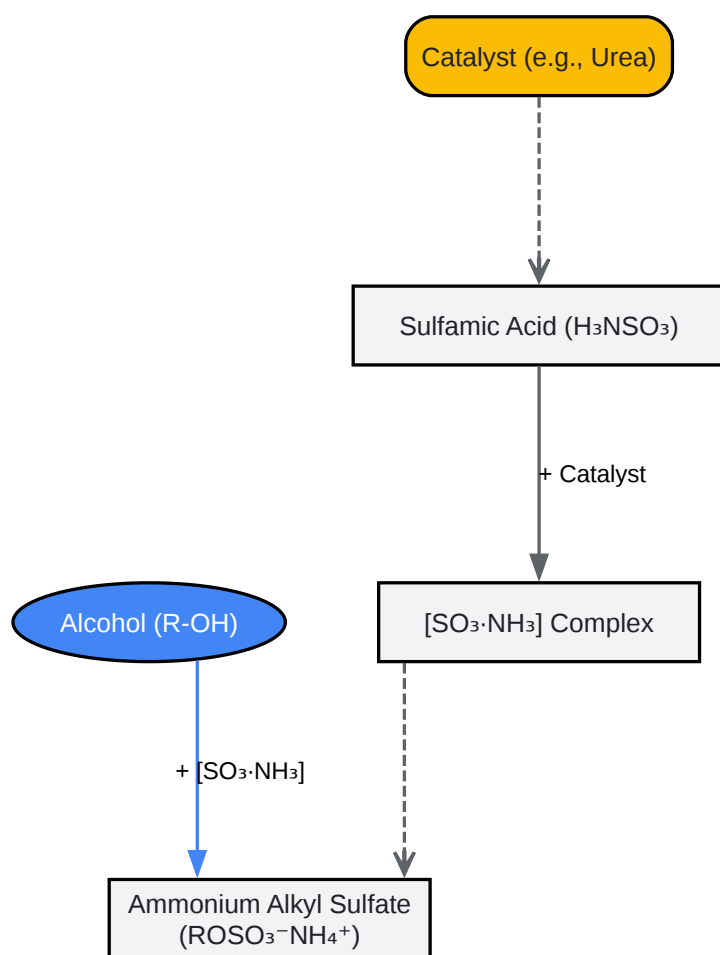 Catalyst (e.g., Urea)
Sulfamic Acid (H₃NSO₃)
+ Catalyst
Alcohol (R-OH)
[SO₃·NH₃] Complex
+ [SO₃·NH₃]
Ammonium Alkyl Sulfate
(ROSO₃⁻NH₄⁺)